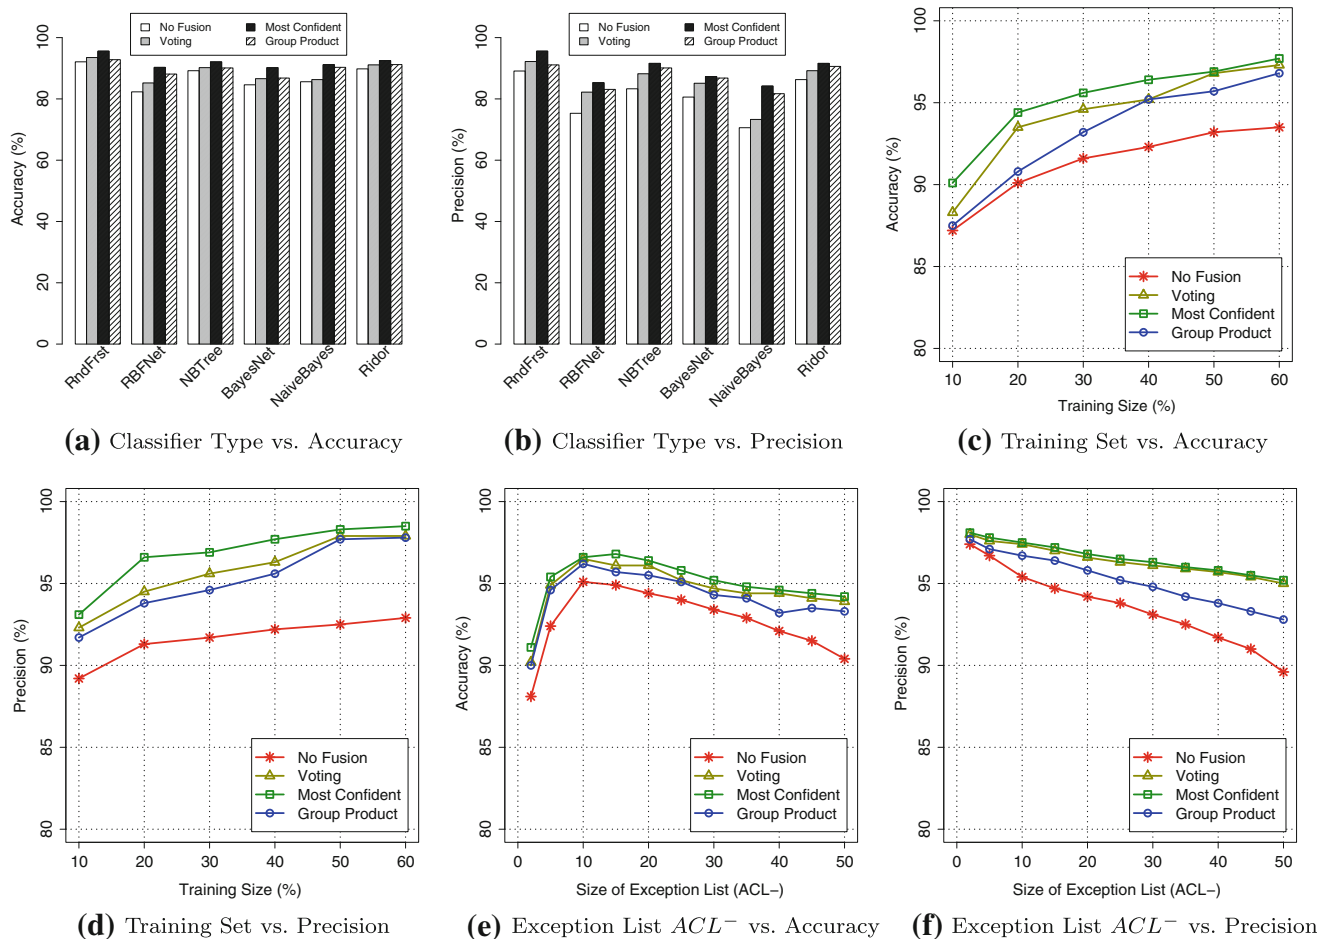 No Fusion
Voting
Most Confident
Group Product
Accuracy (%)
0 20 40 60 80 100
RndFrst RBFNet NBTree BayesNet NaiveBayes Ridor
(a) Classifier Type vs. Accuracy
No Fusion
Voting
Most Confident
Group Product
Precision (%)
0 20 40 60 80 100
RndFrst RBFNet NBTree BayesNet NaiveBayes Ridor
(b) Classifier Type vs. Precision
Accuracy (%)
80 85 90 95 100
No Fusion
Voting
Most Confident
Group Product
10 20 30 40 50 60
Training Size (%)
(c) Training Set vs. Accuracy
Precision (%)
80 85 90 95 100
No Fusion
Voting
Most Confident
Group Product
10 20 30 40 50 60
Training Size (%)
(d) Training Set vs. Precision
Accuracy (%)
80 85 90 95 100
No Fusion
Voting
Most Confident
Group Product
0 10 20 30 40 50
Size of Exception List (ACL−)
(e) Exception List ACL⁻ vs. Accuracy
Precision (%)
80 85 90 95 100
No Fusion
Voting
Most Confident
Group Product
0 10 20 30 40 50
Size of Exception List (ACL−)
(f) Exception List ACL⁻ vs. Precision